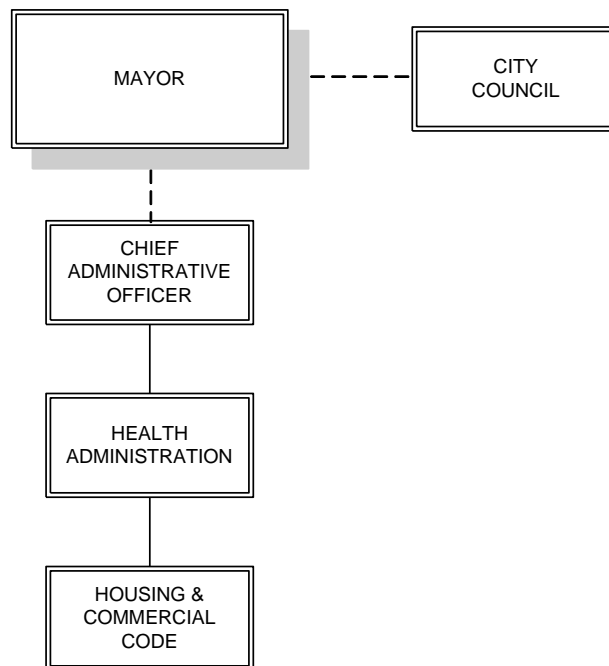 MAYOR
CITY
COUNCIL
CHIEF
ADMINISTRATIVE
OFFICER
HEALTH
ADMINISTRATION
HOUSING &
COMMERCIAL
CODE